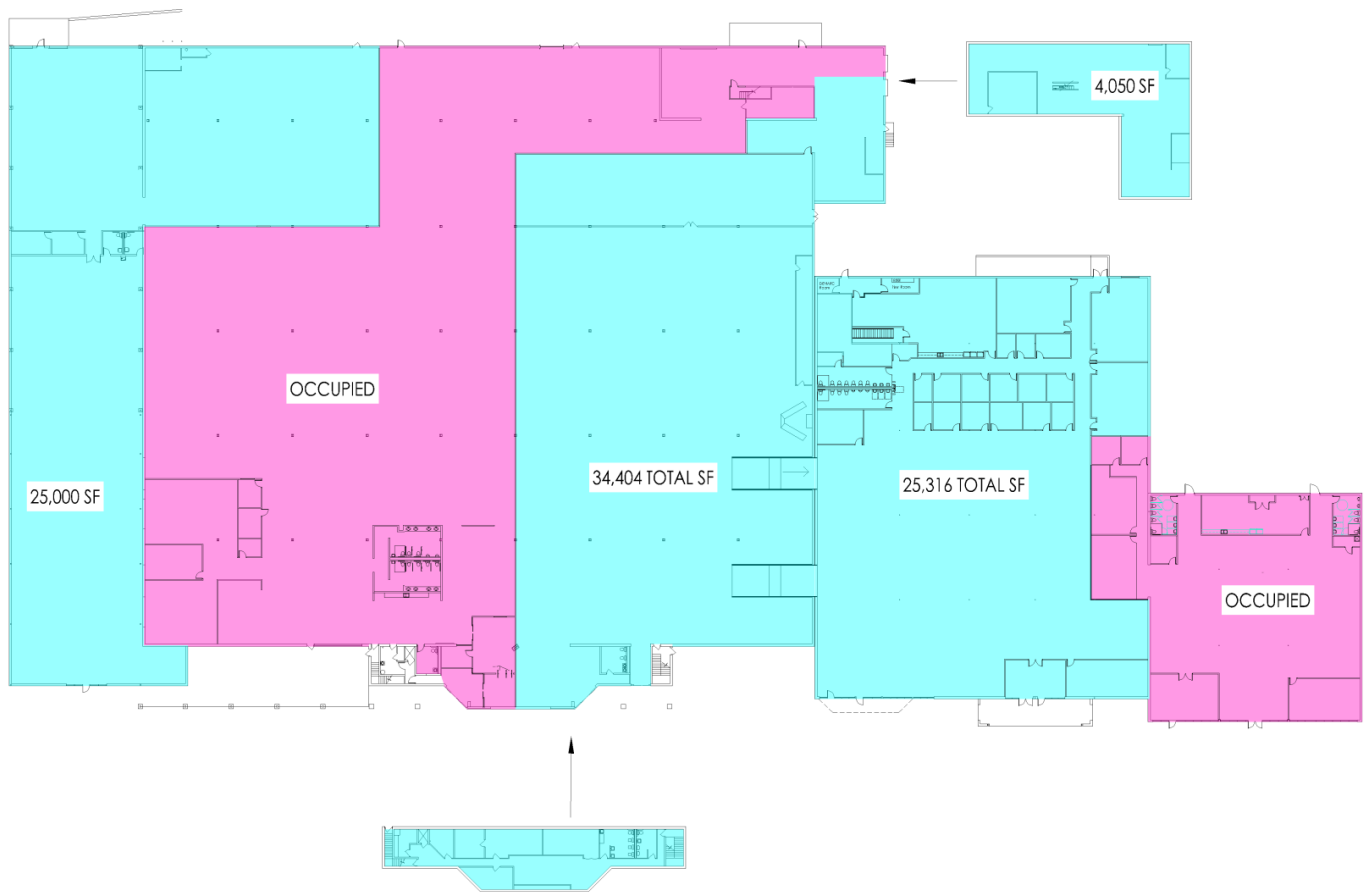 4,050 SF
OCCUPIED
25,000 SF
34,404 TOTAL SF
25,316 TOTAL SF
OCCUPIED